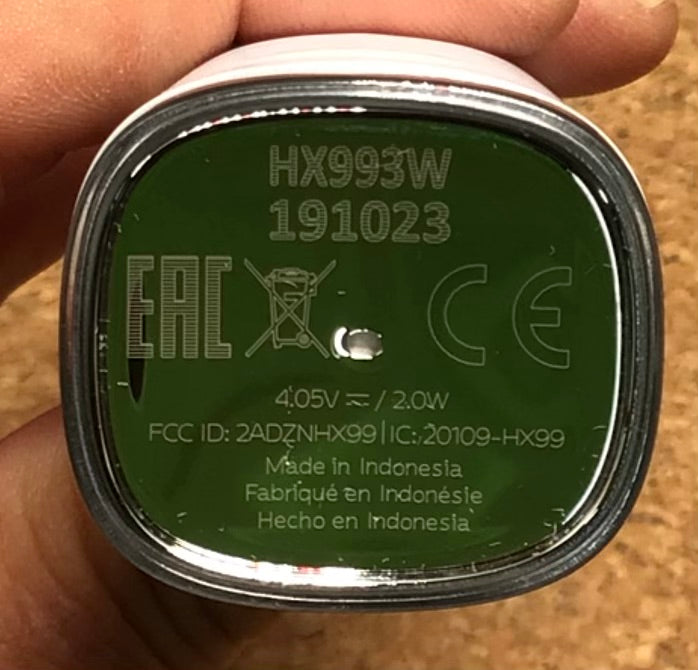 HX993W
191023
EAC CE
4.05V ⎓ / 2.0W
FCC ID: 2ADZNHX99|IC: 20109-HX99
Made in Indonesia
Fabriqué en Indonésie
Hecho en Indonesia